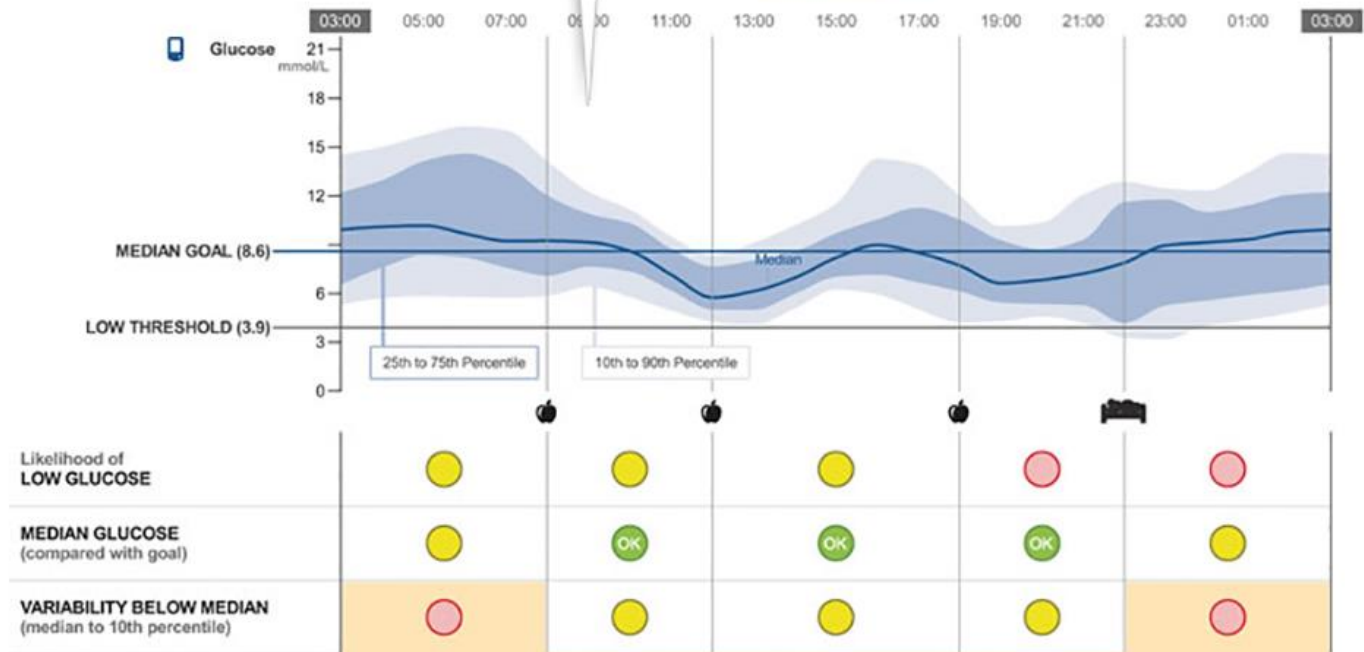 03:00 05:00 07:00 09:00 11:00 13:00 15:00 17:00 19:00 21:00 23:00 01:00 03:00
Glucose
mmol/L
21
18
15
12
MEDIAN GOAL (8.6)
Median
6
LOW THRESHOLD (3.9)
3
25th to 75th Percentile
10th to 90th Percentile
0
Likelihood of
LOW GLUCOSE
MEDIAN GLUCOSE
(compared with goal)
OK OK OK
VARIABILITY BELOW MEDIAN
(median to 10th percentile)